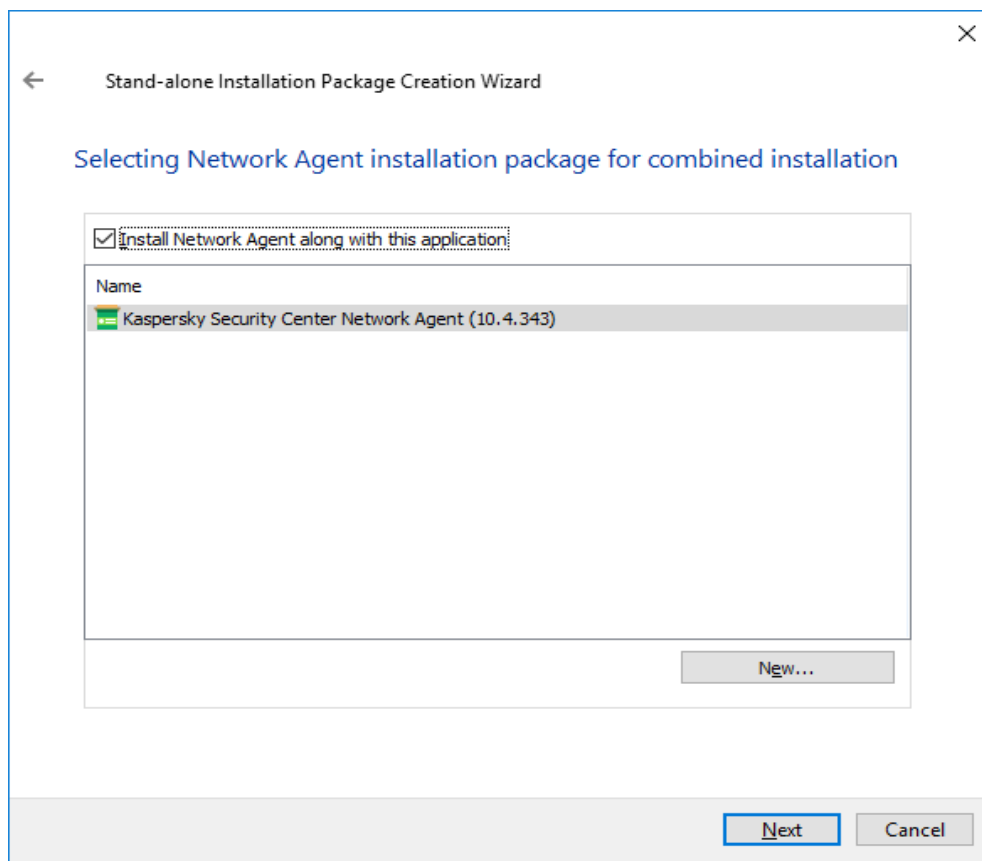 Stand-alone Installation Package Creation Wizard
Selecting Network Agent installation package for combined installation
Install Network Agent along with this application
Name
Kaspersky Security Center Network Agent (10.4.343)
New...
Next
Cancel